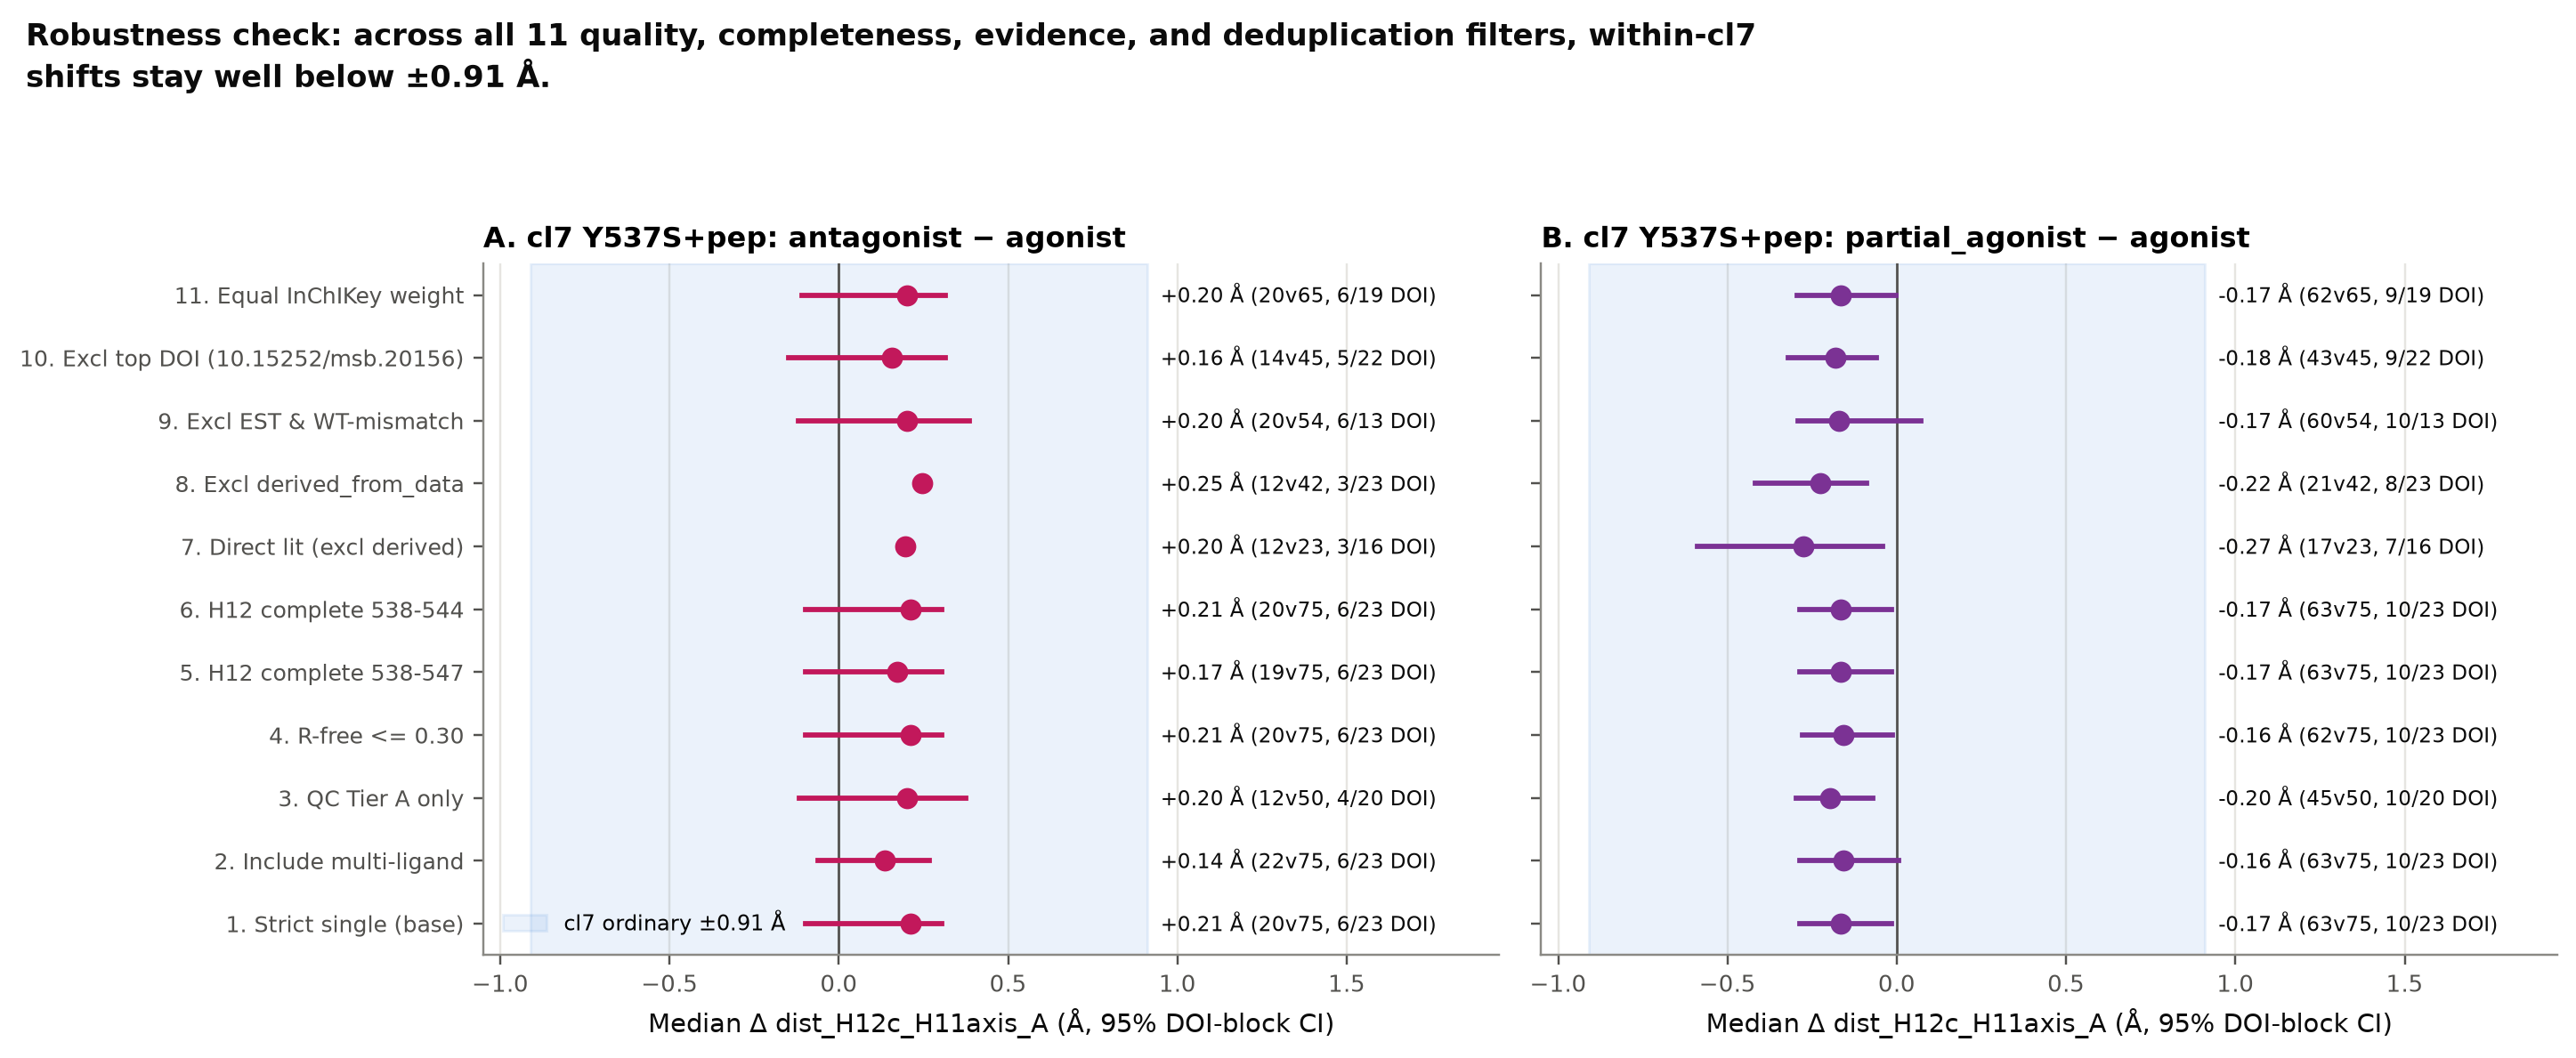 Robustness check: across all 11 quality, completeness, evidence, and deduplication filters, within-cl7
shifts stay well below ±0.91 Å.
A. cl7 Y537S+pep: antagonist − agonist
11. Equal InChIKey weight
+0.20 Å (20v65, 6/19 DOI)
10. Excl top DOI (10.15252/msb.20156)
+0.16 Å (14v45, 5/22 DOI)
9. Excl EST & WT-mismatch
+0.20 Å (20v54, 6/13 DOI)
8. Excl derived_from_data
+0.25 Å (12v42, 3/23 DOI)
7. Direct lit (excl derived)
+0.20 Å (12v23, 3/16 DOI)
6. H12 complete 538-544
+0.21 Å (20v75, 6/23 DOI)
5. H12 complete 538-547
+0.17 Å (19v75, 6/23 DOI)
4. R-free <= 0.30
+0.21 Å (20v75, 6/23 DOI)
3. QC Tier A only
+0.20 Å (12v50, 4/20 DOI)
2. Include multi-ligand
+0.14 Å (22v75, 6/23 DOI)
1. Strict single (base)
cl7 ordinary ±0.91 Å
+0.21 Å (20v75, 6/23 DOI)
−1.0 −0.5 0.0 0.5 1.0 1.5
Median Δ dist_H12c_H11axis_A (Å, 95% DOI-block CI)
B. cl7 Y537S+pep: partial_agonist − agonist
-0.17 Å (62v65, 9/19 DOI)
-0.18 Å (43v45, 9/22 DOI)
-0.17 Å (60v54, 10/13 DOI)
-0.22 Å (21v42, 8/23 DOI)
-0.27 Å (17v23, 7/16 DOI)
-0.17 Å (63v75, 10/23 DOI)
-0.17 Å (63v75, 10/23 DOI)
-0.16 Å (62v75, 10/23 DOI)
-0.20 Å (45v50, 10/20 DOI)
-0.16 Å (63v75, 10/23 DOI)
-0.17 Å (63v75, 10/23 DOI)
−1.0 −0.5 0.0 0.5 1.0 1.5
Median Δ dist_H12c_H11axis_A (Å, 95% DOI-block CI)